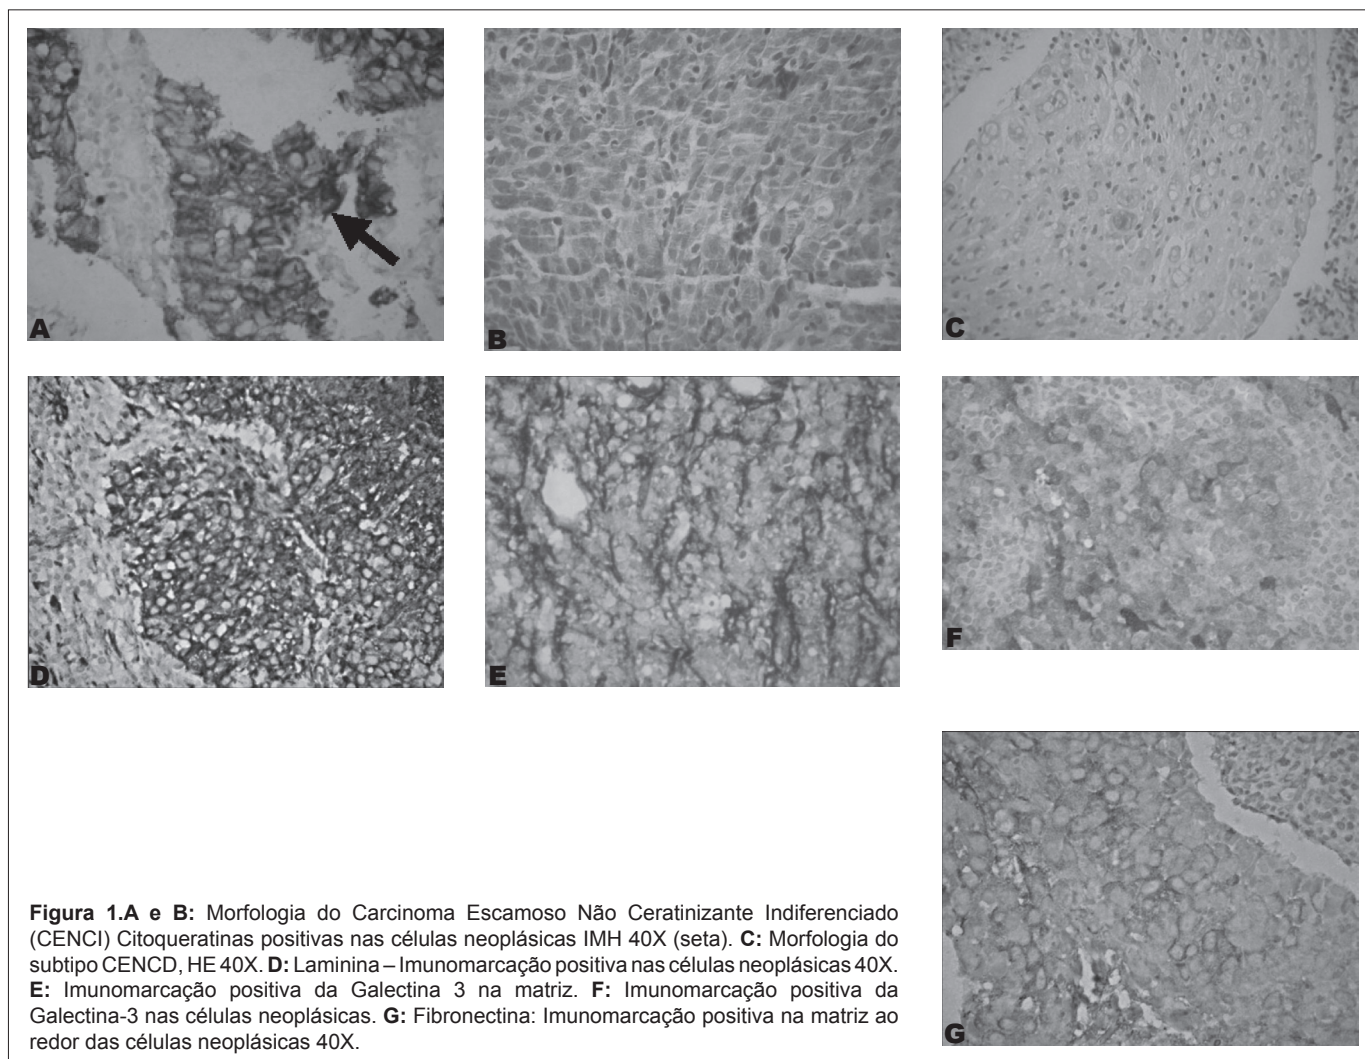 A
B
C
D
E
F
G
Figura 1.A e B: Morfologia do Carcinoma Escamoso Não Ceratinizante Indiferenciado
(CENCI) Citoqueratinas positivas nas células neoplásicas IMH 40X (seta). C: Morfologia do
subtipo CENCD, HE 40X. D: Laminina – Imunomarcação positiva nas células neoplásicas 40X.
E: Imunomarcação positiva da Galectina 3 na matriz. F: Imunomarcação positiva da
Galectina-3 nas células neoplásicas. G: Fibronectina: Imunomarcação positiva na matriz ao
redor das células neoplásicas 40X.